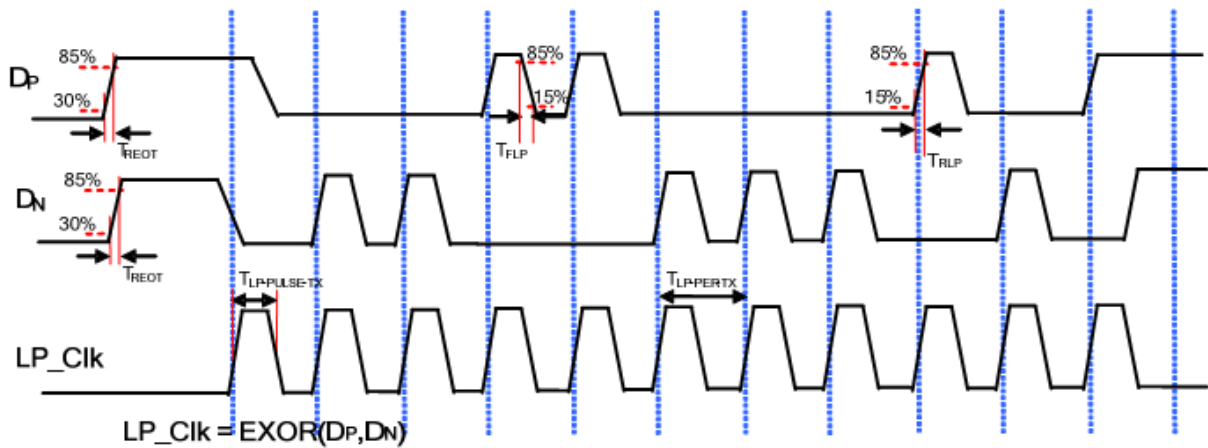 85%
DP
30%
TREOT
85%
15%
TFLP
85%
15%
TRLP
85%
DN
30%
TREOT
TLP-PULSE-TX
TLP-PER-TX
LP_Clk
LP_Clk = EXOR(DP,DN)